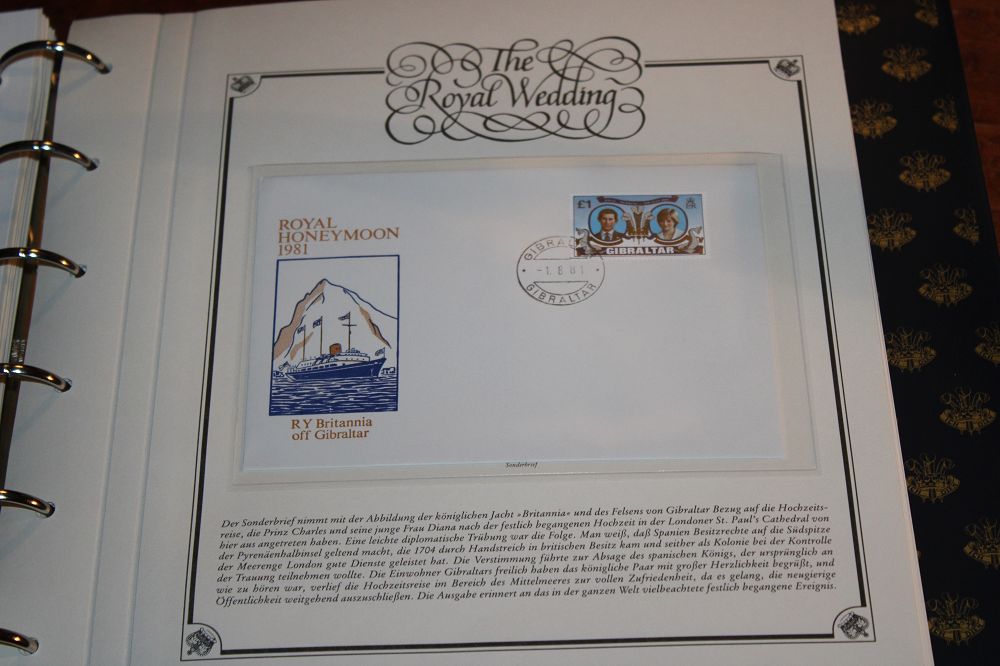 The
Royal Wedding
ROYAL
HONEYMOON
1981
£1
GIBRALTAR
GIBRALTAR
-1. 8 81
GIBRALTAR
RY Britannia
off Gibraltar
Sonderbrief
Der Sonderbrief nimmt mit der Abbildung der königlichen Jacht »Britannia« und des Felsens von Gibraltar Bezug auf die Hochzeits-
reise, die Prinz Charles und seine junge Frau Diana nach der festlich begangenen Hochzeit in der Londoner St. Paul's Cathedral von
hier aus angetreten haben. Eine leichte diplomatische Trübung war die Folge. Man weiß, daß Spanien Besitzrechte auf die Südspitze
der Pyrenäenhalbinsel geltend macht, die 1704 durch Handstreich in britischen Besitz kam und seither als Kolonie bei der Kontrolle
der Meerenge London gute Dienste geleistet hat. Die Verstimmung führte zur Absage des spanischen Königs, der ursprünglich an
der Trauung teilnehmen wollte. Die Einwohner Gibraltars freilich haben das königliche Paar mit großer Herzlichkeit begrüßt, und
wie zu hören war, verlief die Hochzeitsreise im Bereich des Mittelmeeres zur vollen Zufriedenheit, da es gelang, die neugierige
Öffentlichkeit weitgehend auszuschließen. Die Ausgabe erinnert an das in der ganzen Welt vielbeachtete festlich begangene Ereignis.